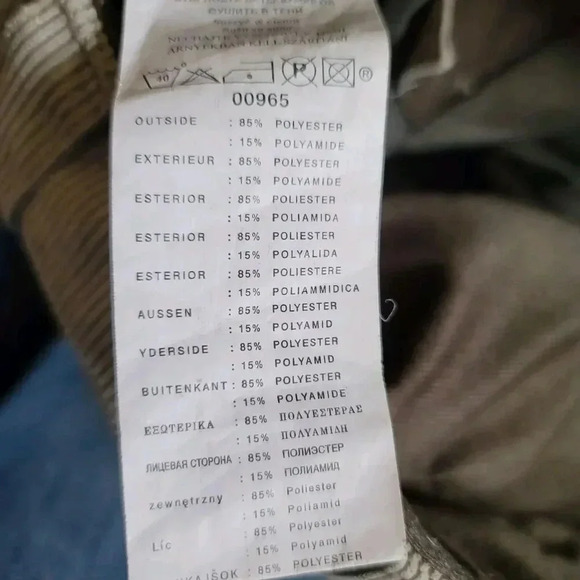 СУШИТЬ В ТЕНИ
40 P ®
00965
OUTSIDE : 85% POLYESTER
: 15% POLYAMIDE
EXTERIEUR : 85% POLYESTER
: 15% POLYAMIDE
ESTERIOR : 85% POLIESTER
: 15% POLIAMIDA
ESTERIOR : 85% POLIESTER
: 15% POLYALIDA
ESTERIOR : 85% POLIESTERE
: 15% POLIAMMIDICA
AUSSEN : 85% POLYESTER
: 15% POLYAMID
YDERSIDE : 85% POLYESTER
: 15% POLYAMID
BUITENKANT : 85% POLYESTER
: 15% POLYAMIDE
ΕΞΩΤΕΡΙΚΑ : 85% ΠΟΛΥΕΣΤΕΡΑΣ
: 15% ΠΟΛΥΑΜΙΔΗ
ЛИЦЕВАЯ СТОРОНА : 85% ПОЛИЭСТЕР
: 15% ПОЛИАМИД
zewnętrzny : 85% Poliester
: 15% Poliamid
Líc : 85% Polyester
: 15% Polyamid
: 85% POLYESTER